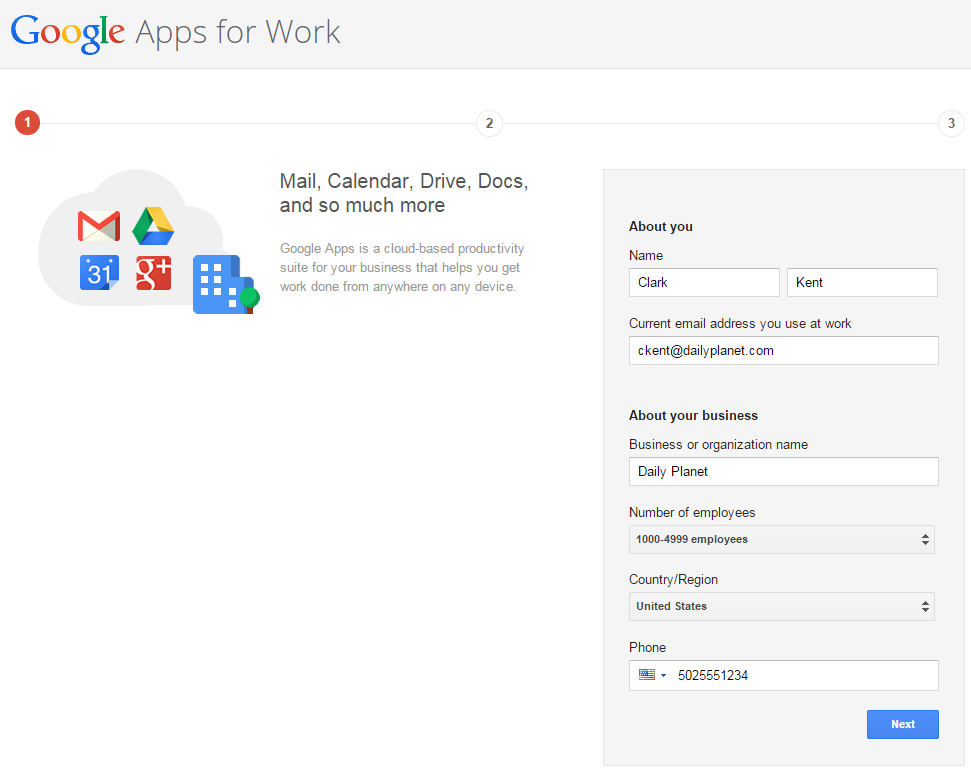 Google Apps for Work
1
2
3
31
g+
Mail, Calendar, Drive, Docs,
and so much more
Google Apps is a cloud-based productivity
suite for your business that helps you get
work done from anywhere on any device.
About you
Name
Clark Kent
Current email address you use at work
ckent@dailyplanet.com
About your business
Business or organization name
Daily Planet
Number of employees
1000-4999 employees
Country/Region
United States
Phone
5025551234
Next